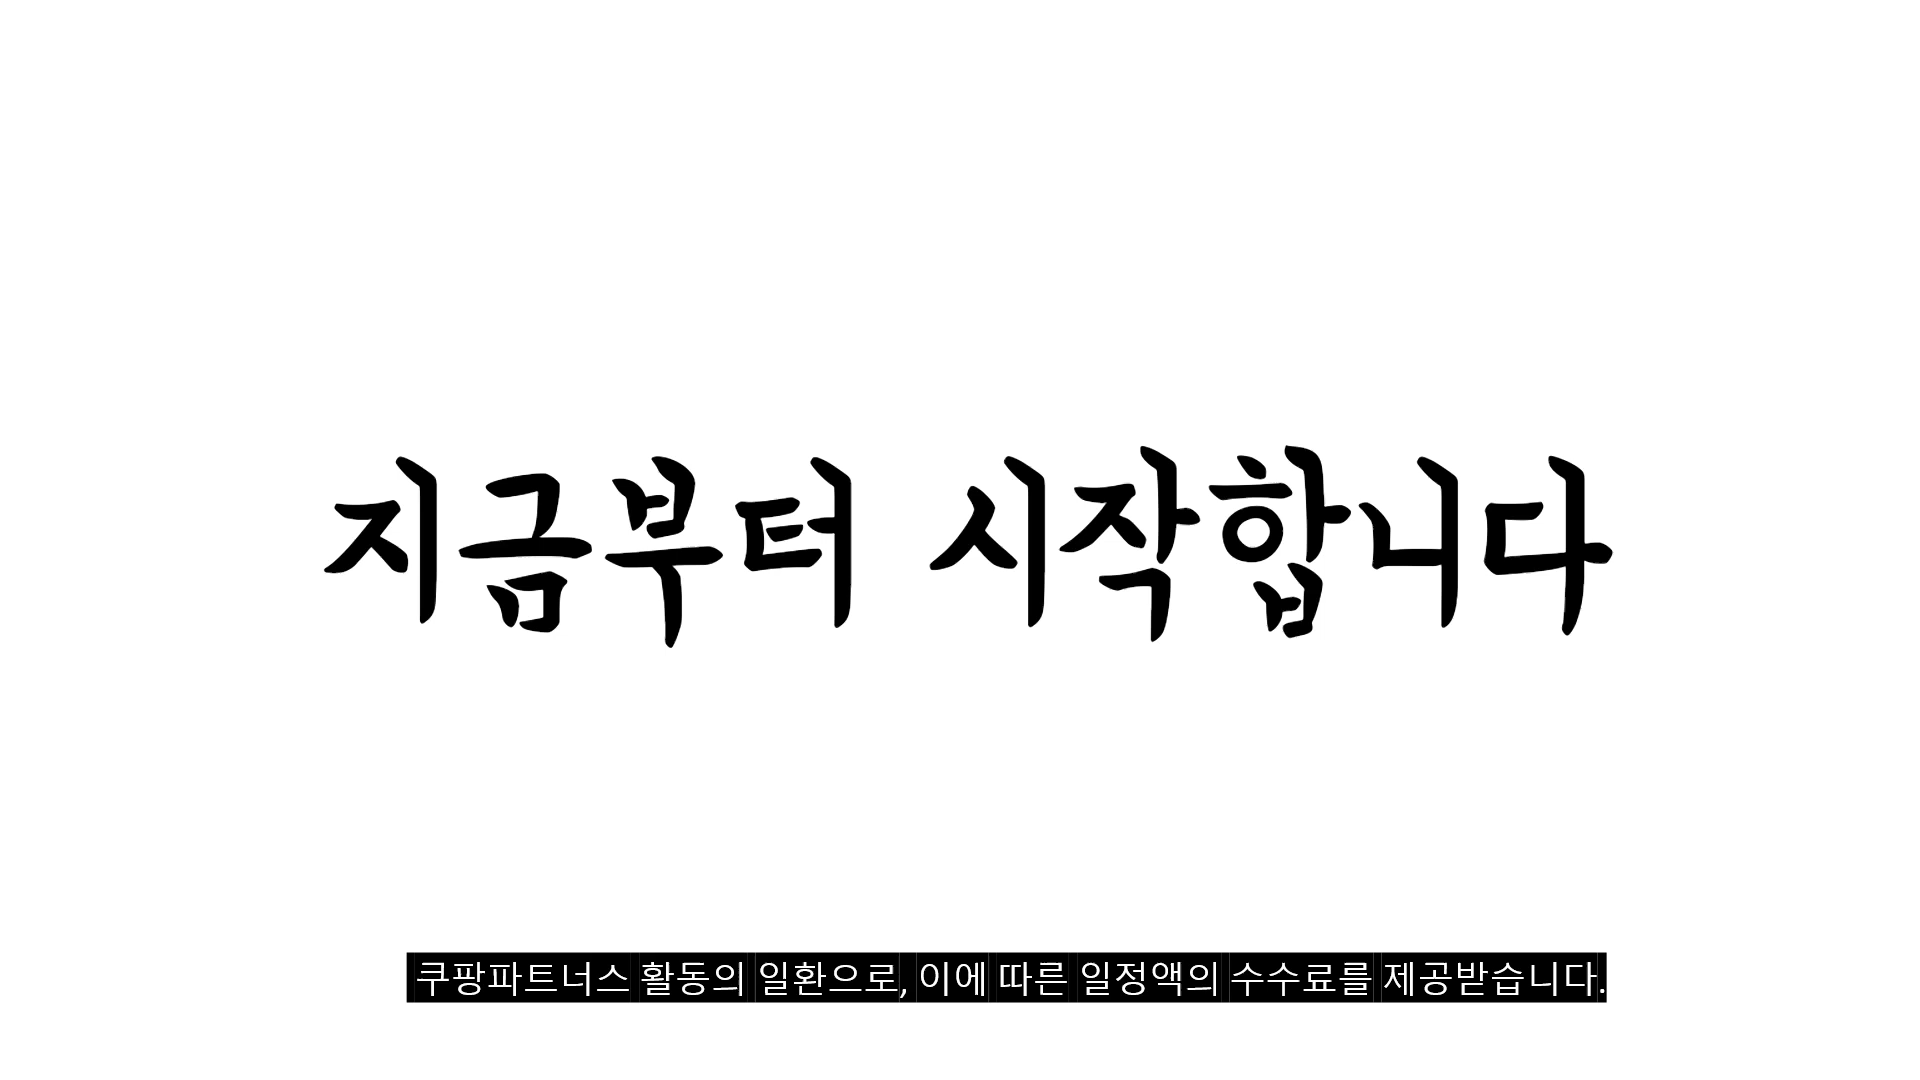 지금부터 시작합니다
쿠팡파트너스 활동의 일환으로, 이에 따른 일정액의 수수료를 제공받습니다.